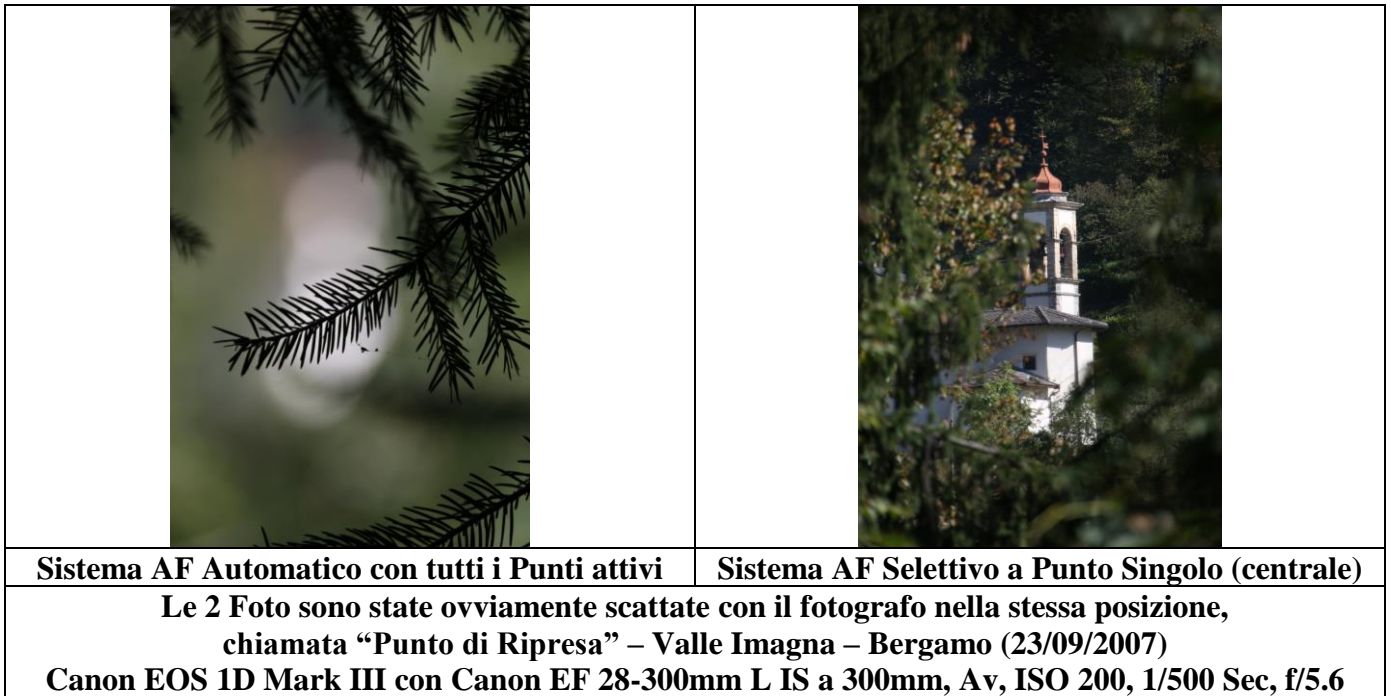 Sistema AF Automatico con tutti i Punti attivi
Sistema AF Selettivo a Punto Singolo (centrale)
Le 2 Foto sono state ovviamente scattate con il fotografo nella stessa posizione,
chiamata “Punto di Ripresa” – Valle Imagna – Bergamo (23/09/2007)
Canon EOS 1D Mark III con Canon EF 28-300mm L IS a 300mm, Av, ISO 200, 1/500 Sec, f/5.6